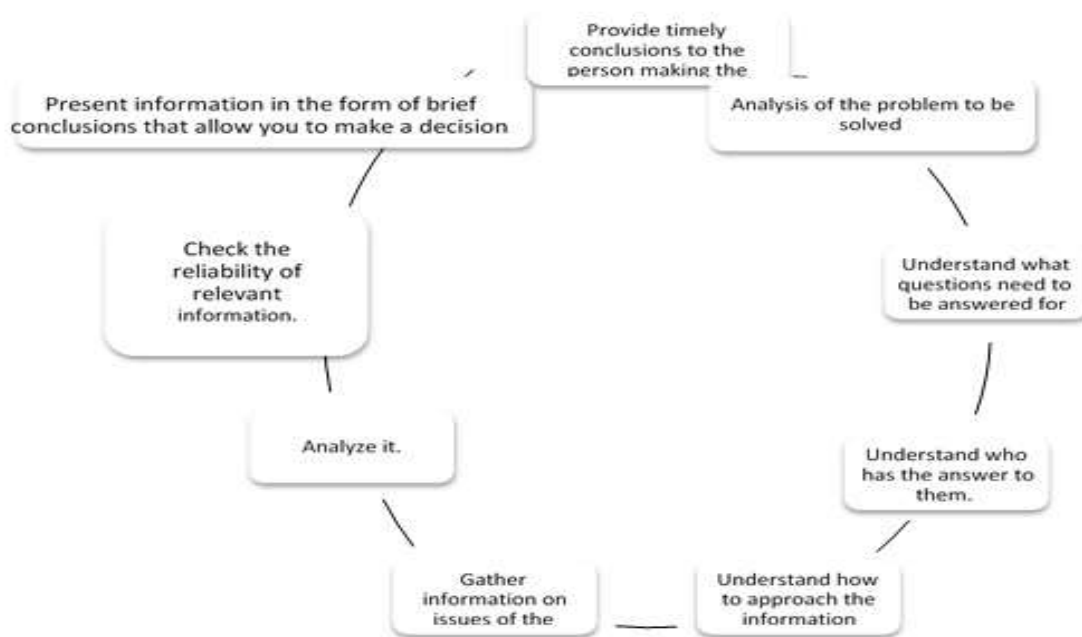 Provide timely
conclusions to the
person making the
Analysis of the problem to be
solved
Understand what
questions need to
be answered for
Understand who
has the answer to
them.
Understand how
to approach the
information
Gather
information on
issues of the
Analyze it.
Check the
reliability of
relevant
information.
Present information in the form of brief
conclusions that allow you to make a decision